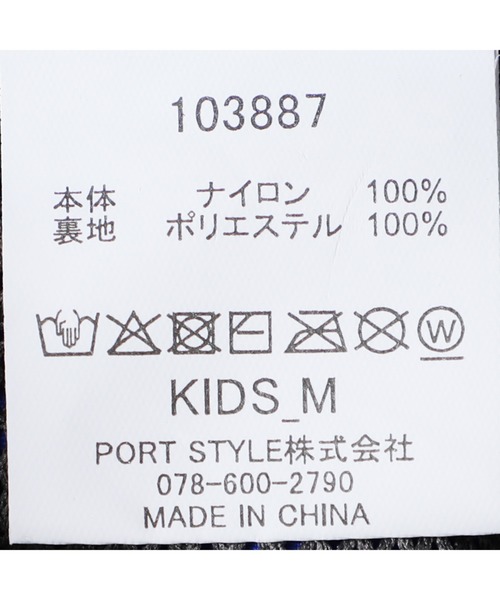 103887
本体 ナイロン 100%
裏地 ポリエステル 100%
W
KIDS_M
PORT STYLE株式会社
078-600-2790
MADE IN CHINA